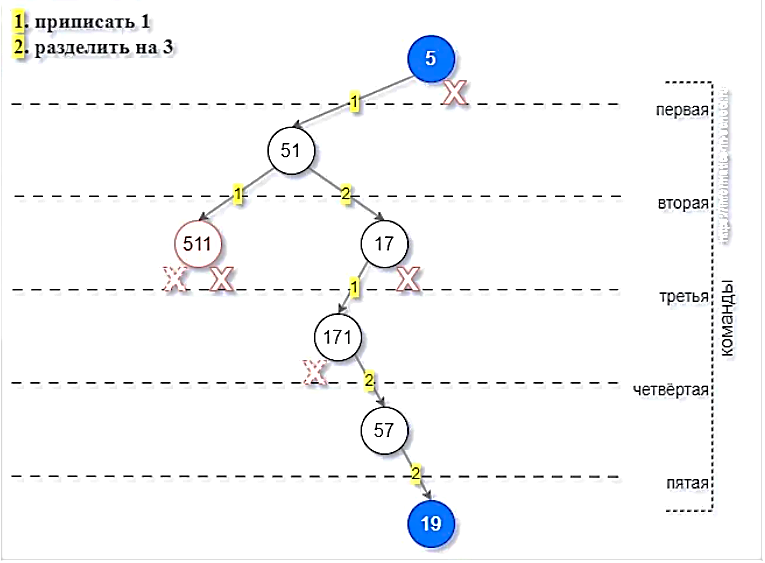 1. приписать 1
2. разделить на 3
5
X
1
первая
51
1
2
вторая
511
17
X
X
X
1
третья
171
X
2
четвёртая
57
2
пятая
19
команды